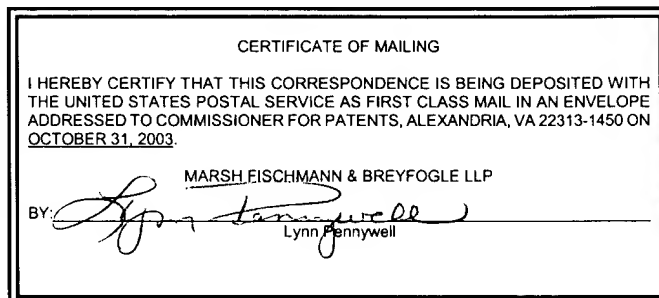 CERTIFICATE OF MAILING
I HEREBY CERTIFY THAT THIS CORRESPONDENCE IS BEING DEPOSITED WITH
THE UNITED STATES POSTAL SERVICE AS FIRST CLASS MAIL IN AN ENVELOPE
ADDRESSED TO COMMISSIONER FOR PATENTS, ALEXANDRIA, VA 22313-1450 ON
OCTOBER 31, 2003.
MARSH FISCHMANN & BREYFOGLE LLP
BY: Lynn Pennywell
Lynn Pennywell